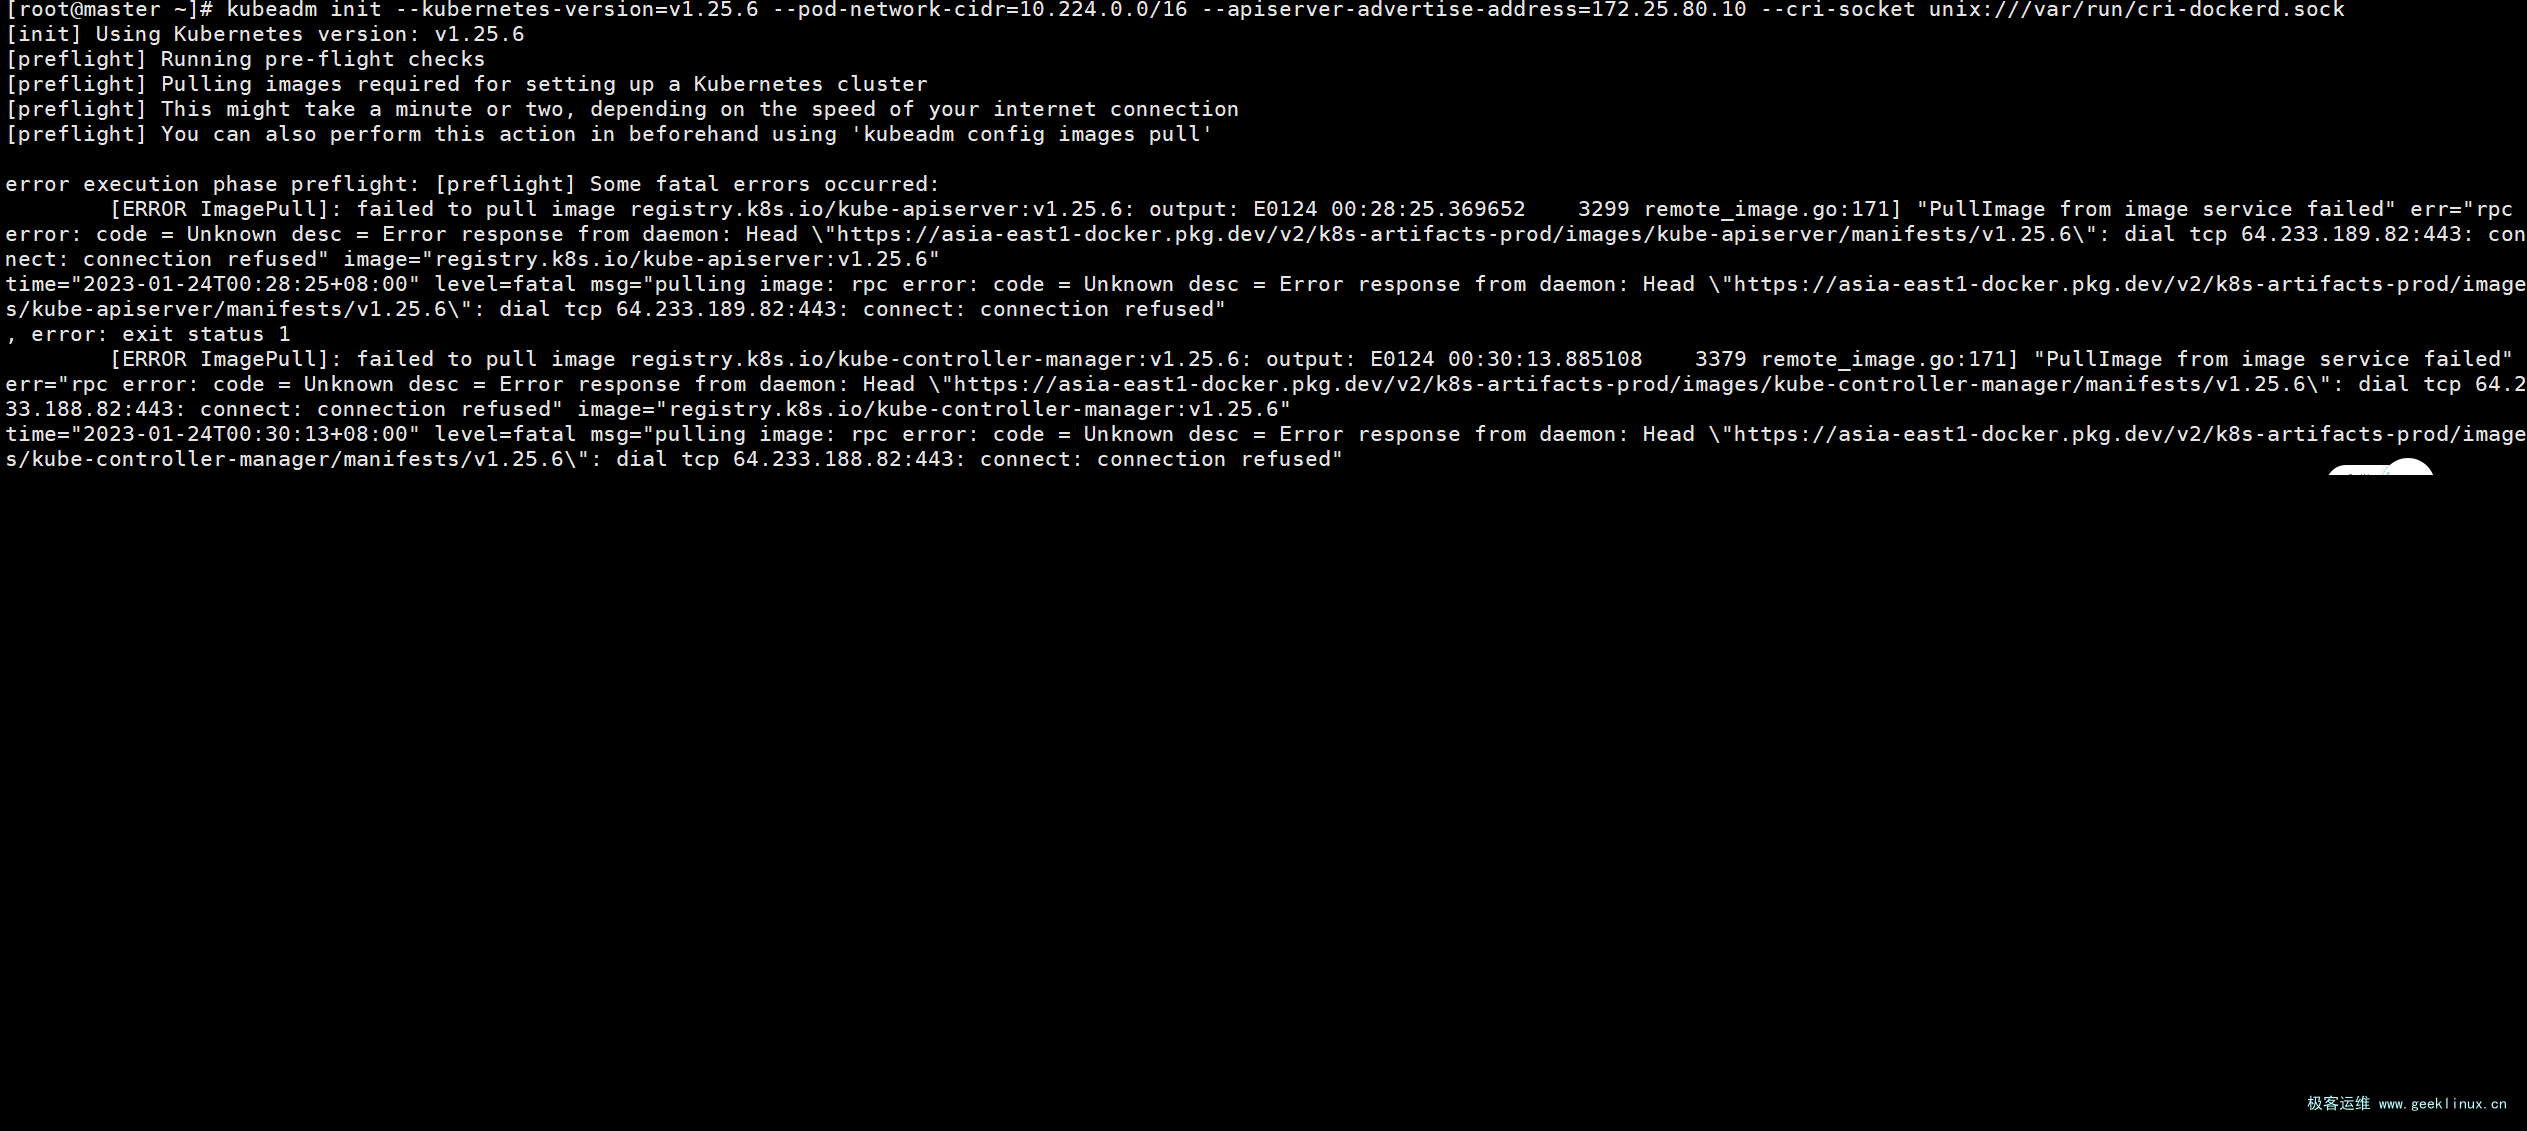 [root@master ~]# kubeadm init --kubernetes-version=v1.25.6 --pod-network-cidr=10.224.0.0/16 --apiserver-advertise-address=172.25.80.10 --cri-socket unix:///var/run/cri-dockerd.sock
[init] Using Kubernetes version: v1.25.6
[preflight] Running pre-flight checks
[preflight] Pulling images required for setting up a Kubernetes cluster
[preflight] This might take a minute or two, depending on the speed of your internet connection
[preflight] You can also perform this action in beforehand using 'kubeadm config images pull'
error execution phase preflight: [preflight] Some fatal errors occurred:
        [ERROR ImagePull]: failed to pull image registry.k8s.io/kube-apiserver:v1.25.6: output: E0124 00:28:25.369652    3299 remote_image.go:171] "PullImage from image service failed" err="rpc
error: code = Unknown desc = Error response from daemon: Head \"https://asia-east1-docker.pkg.dev/v2/k8s-artifacts-prod/images/kube-apiserver/manifests/v1.25.6\": dial tcp 64.233.189.82:443: con
nect: connection refused" image="registry.k8s.io/kube-apiserver:v1.25.6"
time="2023-01-24T00:28:25+08:00" level=fatal msg="pulling image: rpc error: code = Unknown desc = Error response from daemon: Head \"https://asia-east1-docker.pkg.dev/v2/k8s-artifacts-prod/image
s/kube-apiserver/manifests/v1.25.6\": dial tcp 64.233.189.82:443: connect: connection refused"
, error: exit status 1
        [ERROR ImagePull]: failed to pull image registry.k8s.io/kube-controller-manager:v1.25.6: output: E0124 00:30:13.885108    3379 remote_image.go:171] "PullImage from image service failed"
err="rpc error: code = Unknown desc = Error response from daemon: Head \"https://asia-east1-docker.pkg.dev/v2/k8s-artifacts-prod/images/kube-controller-manager/manifests/v1.25.6\": dial tcp 64.2
33.188.82:443: connect: connection refused" image="registry.k8s.io/kube-controller-manager:v1.25.6"
time="2023-01-24T00:30:13+08:00" level=fatal msg="pulling image: rpc error: code = Unknown desc = Error response from daemon: Head \"https://asia-east1-docker.pkg.dev/v2/k8s-artifacts-prod/image
s/kube-controller-manager/manifests/v1.25.6\": dial tcp 64.233.188.82:443: connect: connection refused"
极客运维 www.geeklinux.cn